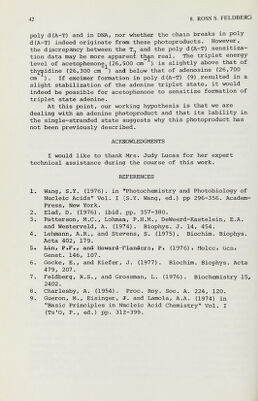 42
R. ROSS S. FELDBERG
poly d(A-T) and in DNA, nor whether the chain breaks in poly
d(A-T) indeed originate from these photoproducts. However,
the discrepancy between the T and the poly d(A-T) sensitiza-
tion data may be more apparent than real. The triplet energy
level of acetophenone (26,500 cm-1) is slightly above that of
thymidine (26,300 cm-1) and below that of adenosine (26,700
cm-1). If excimer formation in poly d(A-T) (9) resulted in a
slight stabilization of the adenine triplet state, it would
indeed be possible for acetophenone to sensitize formation of
triplet state adenine.
At this point, our working hypothesis is that we are
dealing with an adenine photoproduct and that its lability in
the single-stranded state suggests why this photoproduct has
not been previously described.
ACKNOWLEDGMENTS
I would like to thank Mrs. Judy Lucas for her expert
technical assistance during the course of this work.
REFERENCES
1. Wang, S.Y. (1976). in "Photochemistry and Photobiology of
Nucleic Acids" Vol. I (S.Y. Wang, ed.) pp 296-356. Academ-
Press, New York.
2. Elad, D. (1976). ibid. pp. 357-380.
3. Patterson, M.C., Lohman, P.H.M., DeWeerd-Kastelein, E.A.
and Westerveld, A. (1974). Biophys. J. 14, 454.
4. Lehmann, A.R., and Stevens, S. (1975). Biochim. Biophys.
Acta 402, 179.
5. Lin, P.F., and Howard-Flanders, P. (1976). Molec. Gen.
Genet. 146, 107.
6. Gocke, E., and Kiefer, J. (1977). Biochim. Biophys. Acta
479, 207.
7. Feldberg, R.S., and Grossman, L. (1976). Biochemistry 15,
2402.
8. Charlesby, A. (1954). Proc. Roy. Soc. A. 224, 120.
9. Gueron, M., Eisinger, J. and Lamola, A.A. (1974) in
"Basic Principles in Nucleic Acid Chemistry" Vol. I
(Ts'O, P., ed.) pp. 312-399.